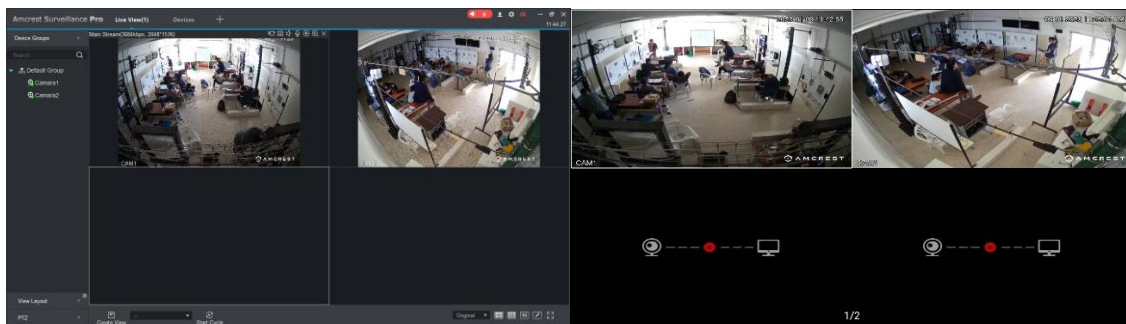 Amcrest Surveillance Pro Live View(1) Devices
11:44:27
Device Groups
Main Stream(3684kbps, 2048*1536)
Search
Default Group
Camera1
Camera2
CAM1
AMCREST
AMCREST
CAM1
AMCREST
AMCREST
View Layout
PTZ
Create View
Start Cycle
Original
1/2